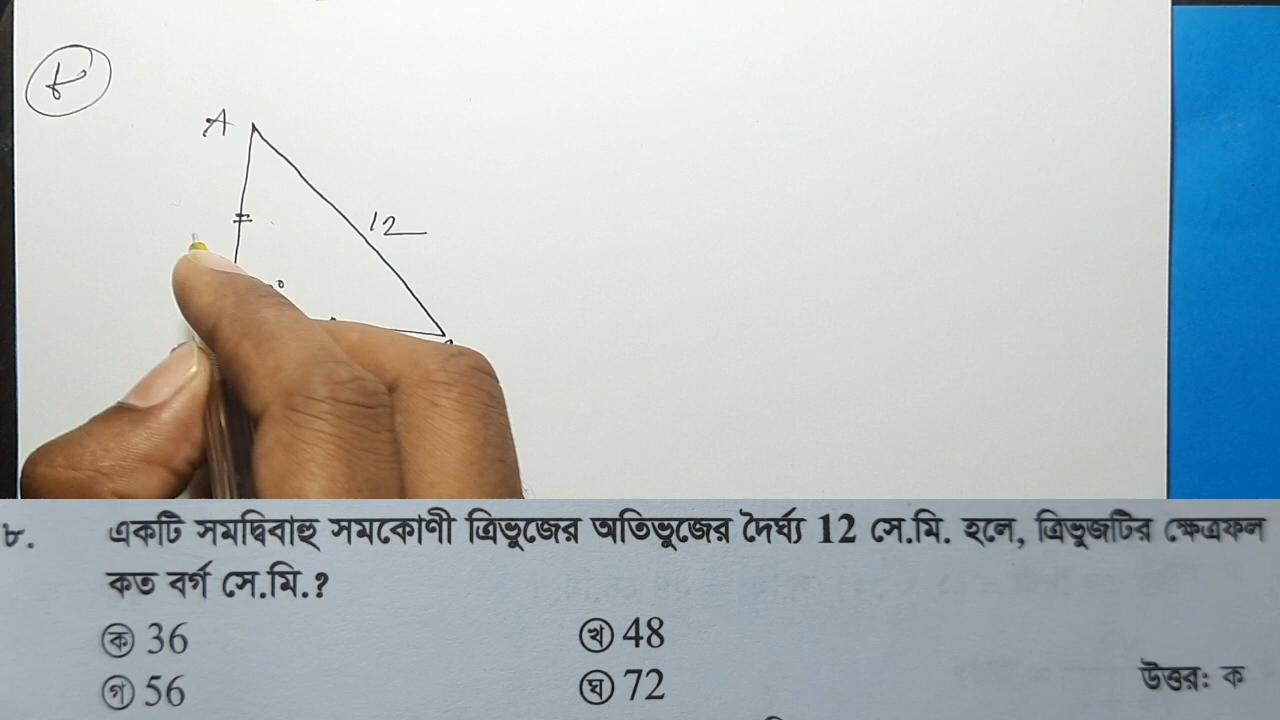 ৮
A
12
৮. একটি সমদ্বিবাহু সমকোণী ত্রিভুজের অতিভুজের দৈর্ঘ্য 12 সে.মি. হলে, ত্রিভুজটির ক্ষেত্রফল
কত বর্গ সে.মি.?
ক 36 খ 48
গ 56 ঘ 72
উত্তর: ক